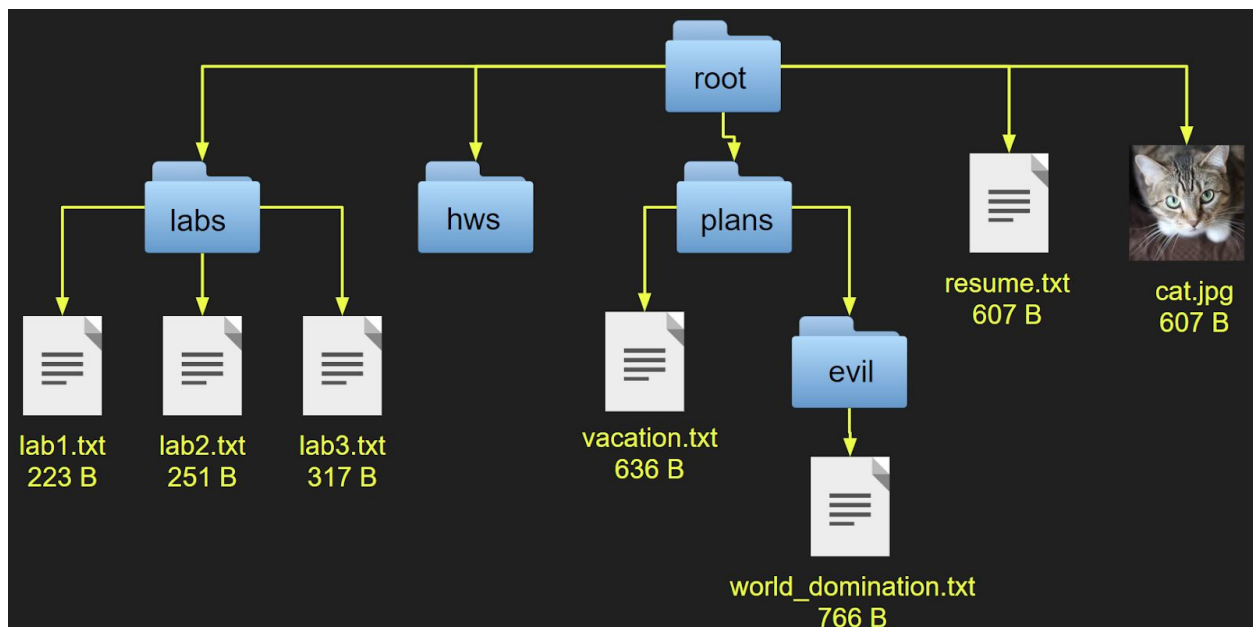 root
labs
hws
plans
resume.txt
607 B
cat.jpg
607 B
lab1.txt
223 B
lab2.txt
251 B
lab3.txt
317 B
vacation.txt
636 B
evil
world_domination.txt
766 B